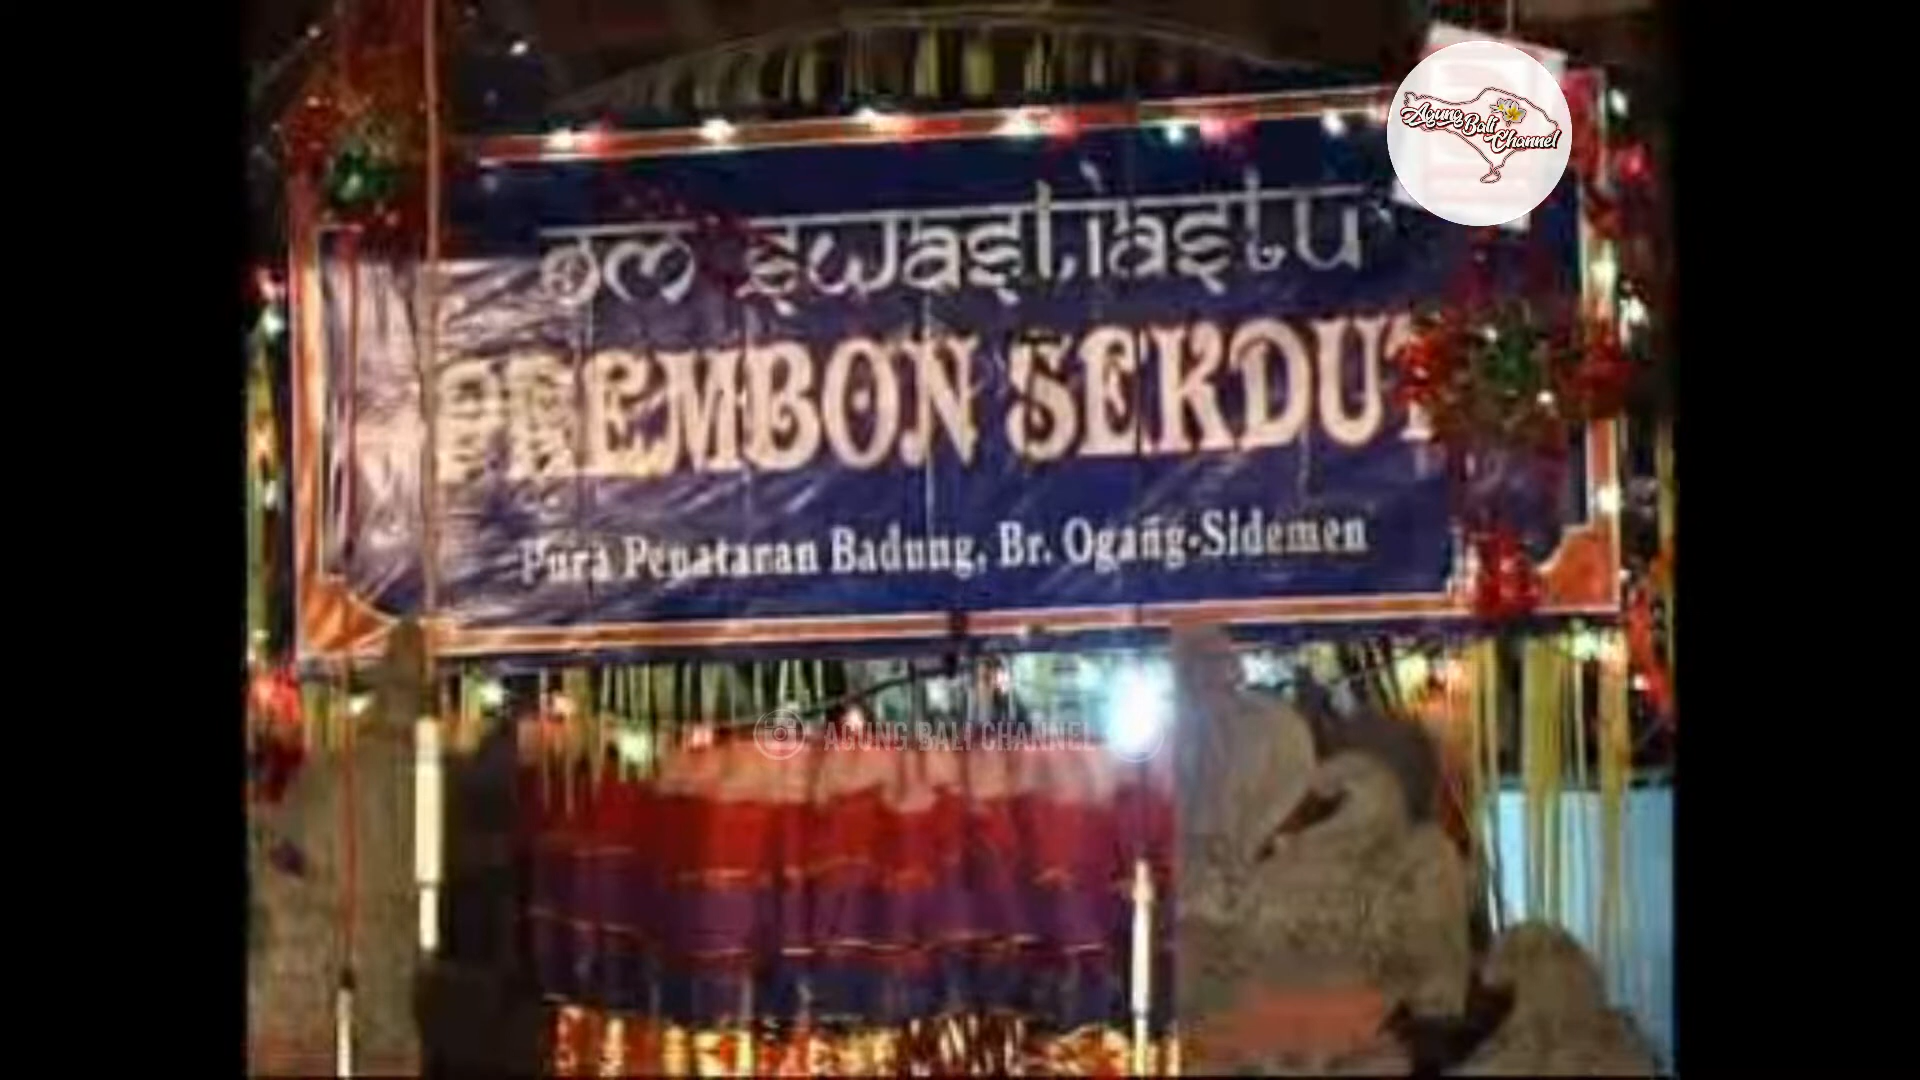 Agung
Bali
Channel
om swastiastu
PREMBON SEKDUT
Pura Penataran Badung, Br. Ogang-Sidemen
AGUNG BALI CHANNEL